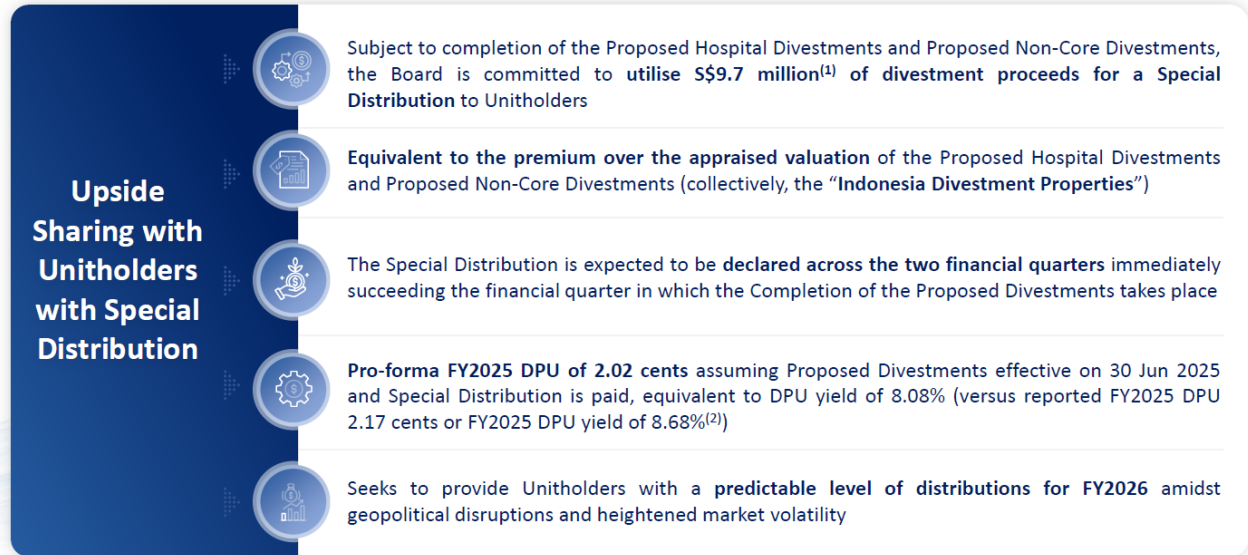 Upside
Sharing with
Unitholders
with Special
Distribution
Subject to completion of the Proposed Hospital Divestments and Proposed Non-Core Divestments,
the Board is committed to utilise S$9.7 million(1) of divestment proceeds for a Special
Distribution to Unitholders
Equivalent to the premium over the appraised valuation of the Proposed Hospital Divestments
and Proposed Non-Core Divestments (collectively, the “Indonesia Divestment Properties”)
The Special Distribution is expected to be declared across the two financial quarters immediately
succeeding the financial quarter in which the Completion of the Proposed Divestments takes place
Pro-forma FY2025 DPU of 2.02 cents assuming Proposed Divestments effective on 30 Jun 2025
and Special Distribution is paid, equivalent to DPU yield of 8.08% (versus reported FY2025 DPU
2.17 cents or FY2025 DPU yield of 8.68%(2))
Seeks to provide Unitholders with a predictable level of distributions for FY2026 amidst
geopolitical disruptions and heightened market volatility